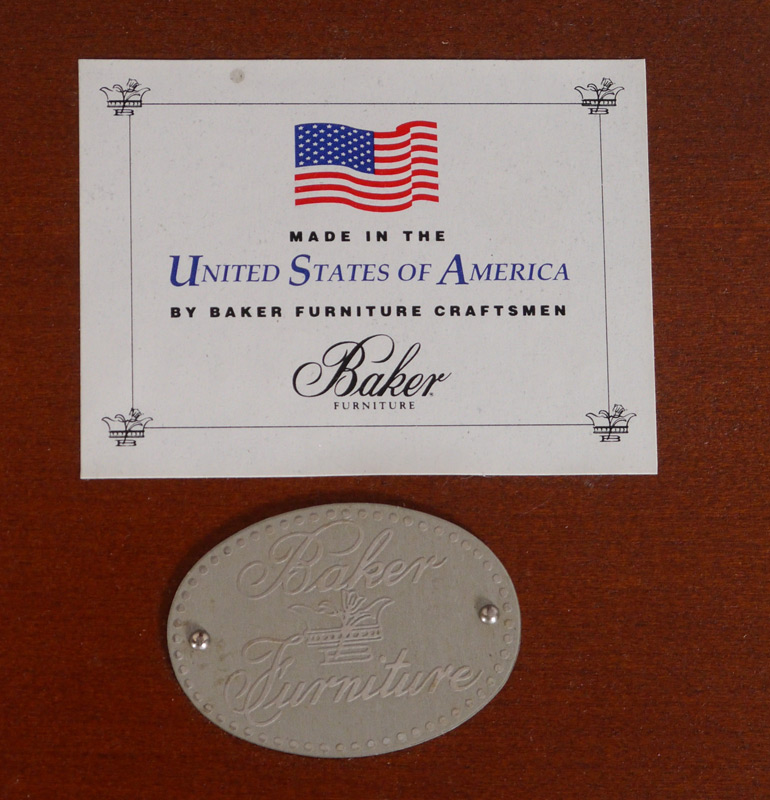 MADE IN THE
UNITED STATES OF AMERICA
BY BAKER FURNITURE CRAFTSMEN
Baker
FURNITURE
Baker
Furniture